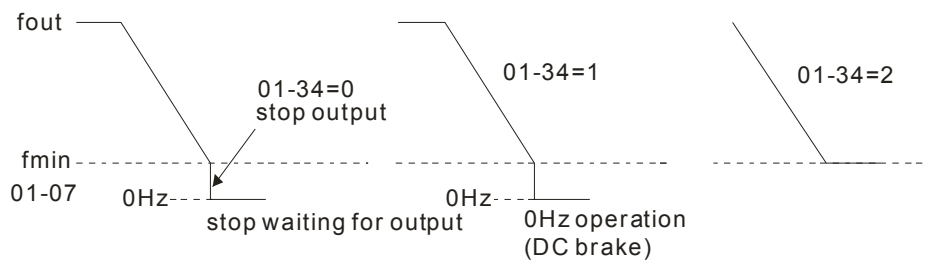 fout
01-34=0
stop output
fmin
01-07
0Hz
stop waiting for output
01-34=1
0Hz
0Hz operation
(DC brake)
01-34=2